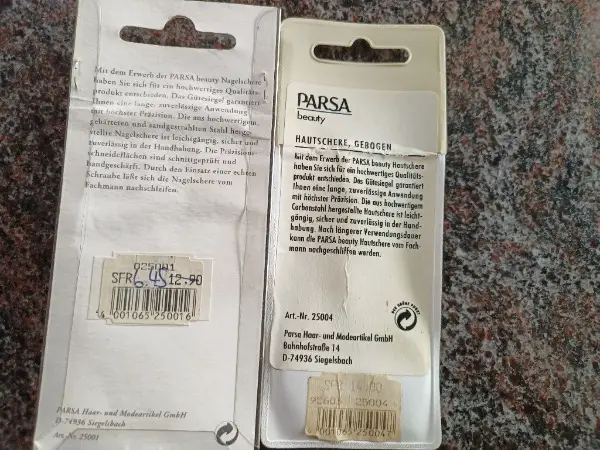 Mit dem Erwerb der PARSA beauty Nagelschere
haben Sie sich für ein hochwertiges Qualitäts-
produkt entschieden. Das Gütesiegel garantiert
Ihnen eine lange, zuverlässige Anwendung
mit höchster Präzision. Die aus hochwertigem
gehärteten und sandgestrahlten Stahl herge-
stellte Nagelschere ist leichtgängig, sicher und
zuverlässig in der Handhabung. Die Präzisions-
schneideflächen sind schnittgeprüft und
handgeschärft. Durch den Einsatz einer echten
Schraube läßt sich die Nagelschere vom
Fachmann nachschleifen.
025001
SFR 6.45 12.90
4 001065 250016
PARSA Haar- und Modeartikel GmbH
D-74936 Siegelsbach
Art.-Nr. 25001
PARSA
beauty
HAUTSCHERE, GEBOGEN
Mit dem Erwerb der PARSA beauty Hautschere
haben Sie sich für ein hochwertiges Qualitäts-
produkt entschieden. Das Gütesiegel garantiert
Ihnen eine lange, zuverlässige Anwendung
mit höchster Präzision. Die aus hochwertigem
Carbonstahl hergestellte Hautschere ist leicht-
gängig, sicher und zuverlässig in der Hand-
habung. Nach längerer Verwendungsdauer
kann die PARSA beauty Hautschere vom Fach-
mann nachgeschliffen werden.
Art.-Nr. 25004
DER GRÜNE PUNKT
Parsa Haar- und Modeartikel GmbH
Bahnhofstraße 14
D-74936 Siegelsbach
25004
001065 250047